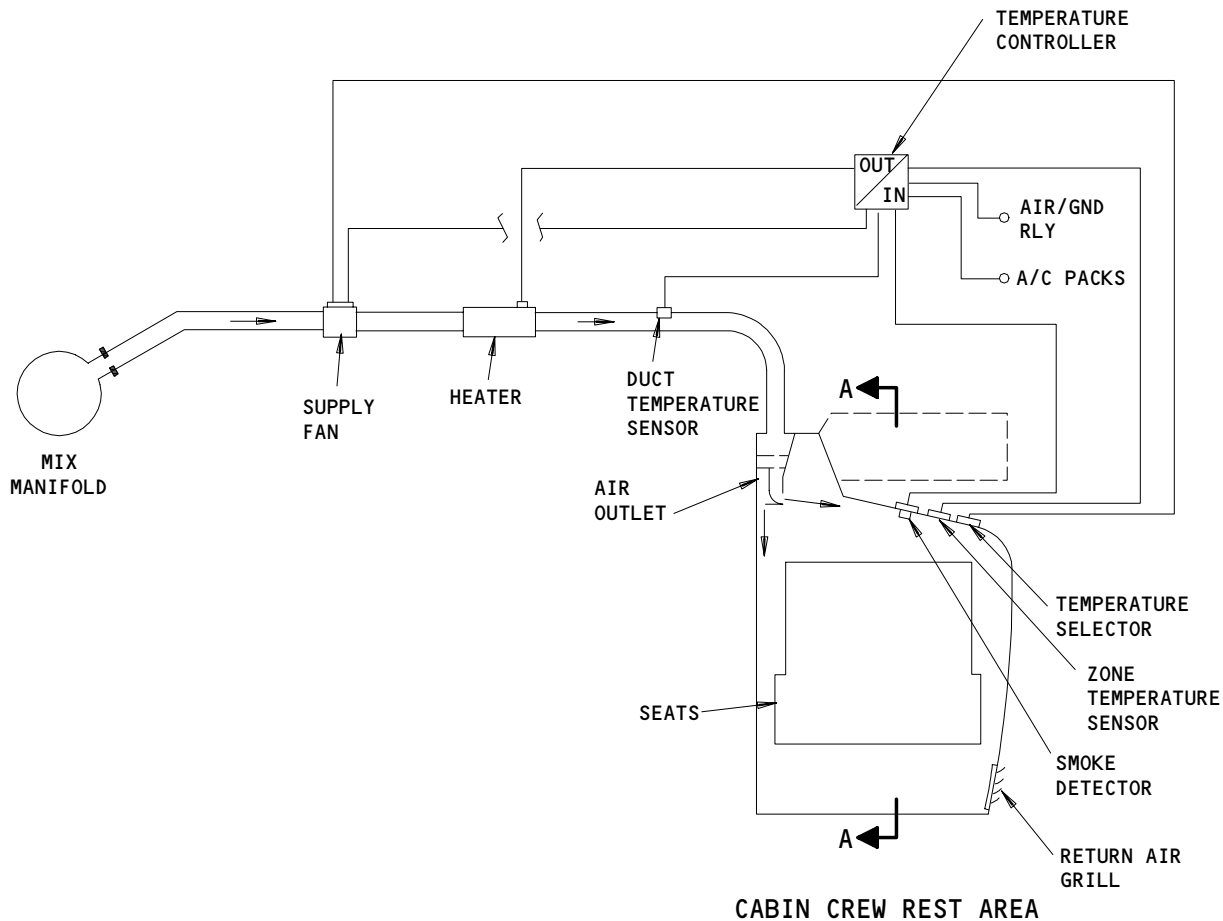 TEMPERATURE
CONTROLLER
OUT
IN
AIR/GND
RLY
A/C PACKS
MIX
MANIFOLD
SUPPLY
FAN
HEATER
DUCT
TEMPERATURE
SENSOR
A
AIR
OUTLET
TEMPERATURE
SELECTOR
ZONE
TEMPERATURE
SENSOR
SEATS
SMOKE
DETECTOR
A
RETURN AIR
GRILL
CABIN CREW REST AREA